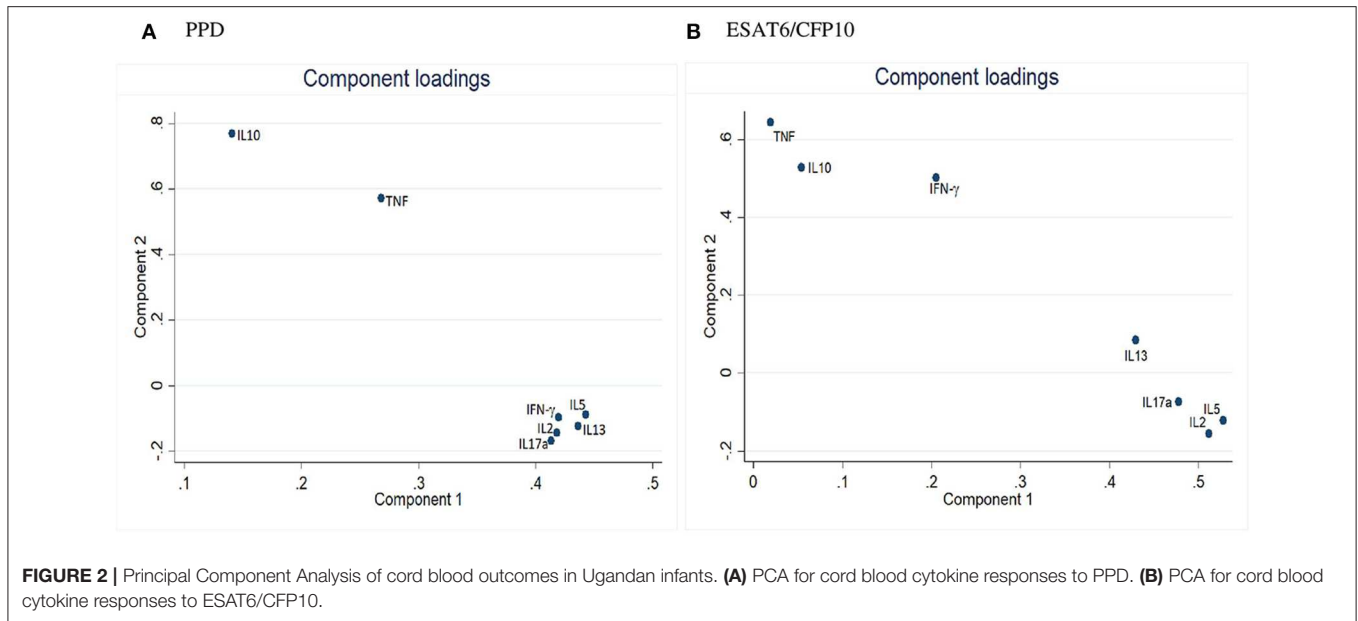 A PPD
Component loadings
Component 2
.8
.6
.4
.2
0
-.2
IL10
TNF
IFN-γ
IL5
IL2
IL13
IL17a
.1 .2 .3 .4 .5
Component 1
B ESAT6/CFP10
Component loadings
Component 2
.6
.4
.2
0
-.2
TNF
IL10
IFN-γ
IL13
IL17a
IL5
IL2
0 .1 .2 .3 .4 .5
Component 1
FIGURE 2 | Principal Component Analysis of cord blood outcomes in Ugandan infants. (A) PCA for cord blood cytokine responses to PPD. (B) PCA for cord blood
cytokine responses to ESAT6/CFP10.